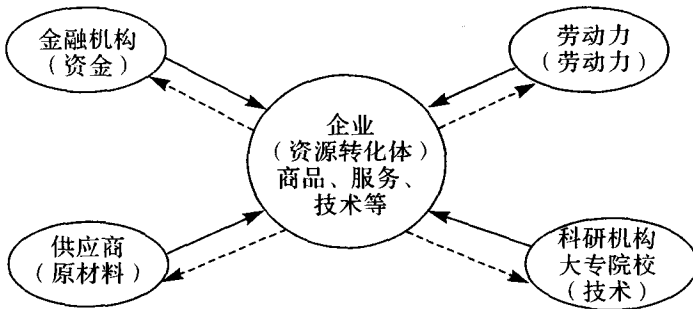 金融机构
（资金）
劳动力
（劳动力）
企业
（资源转化体）
商品、服务、
技术等
供应商
（原材料）
科研机构
大专院校
（技术）